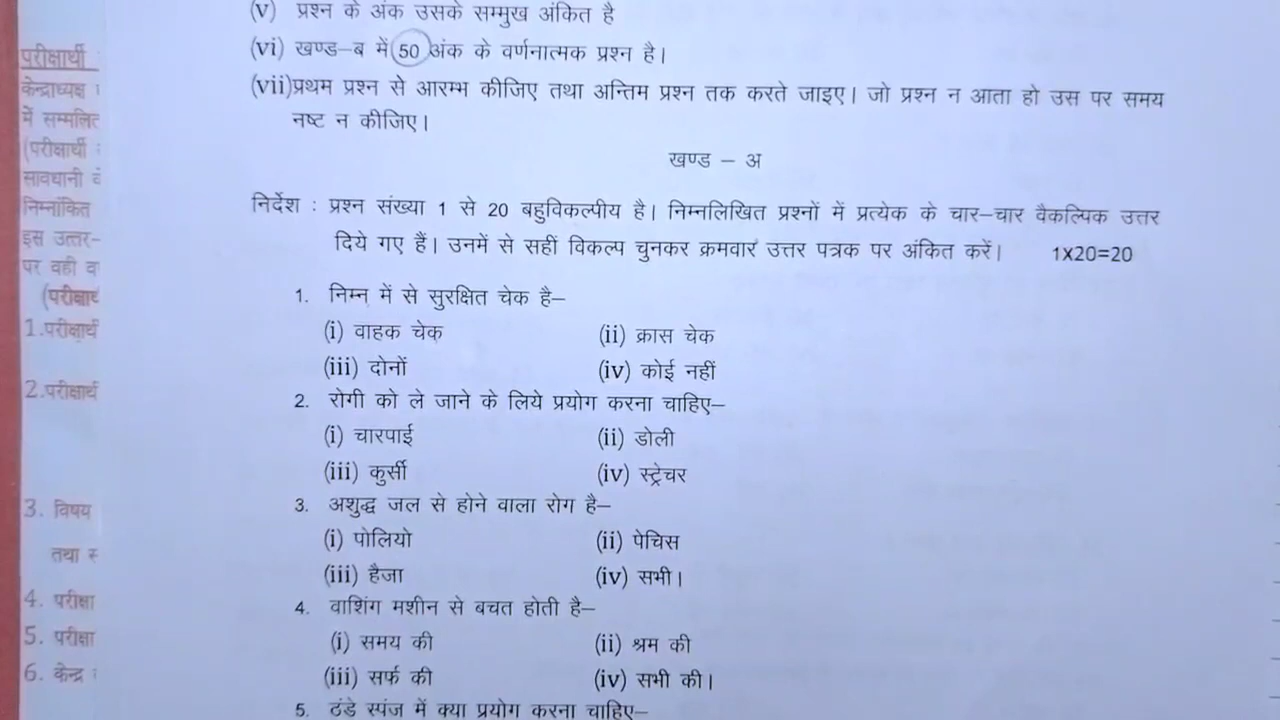 (v) प्रश्न के अंक उसके सम्मुख अंकित है
(vi) खण्ड–ब में 50 अंक के वर्णनात्मक प्रश्न है।
(vii)प्रथम प्रश्न से आरम्भ कीजिए तथा अन्तिम प्रश्न तक करते जाइए। जो प्रश्न न आता हो उस पर समय
नष्ट न कीजिए।
खण्ड – अ
निर्देश : प्रश्न संख्या 1 से 20 बहुविकल्पीय है। निम्नलिखित प्रश्नों में प्रत्येक के चार–चार वैकल्पिक उत्तर
दिये गए हैं। उनमें से सहीं विकल्प चुनकर क्रमवार उत्तर पत्रक पर अंकित करें। 1X20=20
1. निम्न में से सुरक्षित चेक है–
(i) वाहक चेक (ii) क्रास चेक
(iii) दोनों (iv) कोई नहीं
2. रोगी को ले जाने के लिये प्रयोग करना चाहिए–
(i) चारपाई (ii) डोली
(iii) कुर्सी (iv) स्ट्रेचर
3. अशुद्ध जल से होने वाला रोग है–
(i) पोलियो (ii) पेचिस
(iii) हैजा (iv) सभी।
4. वाशिंग मशीन से बचत होती है–
(i) समय की (ii) श्रम की
(iii) सर्फ की (iv) सभी की।
5. ठंडे स्पंज में क्या प्रयोग करना चाहिए–
परीक्षार्थी
केन्द्राध्यक्ष
में सम्मलित
(परीक्षार्थी
सावधानी
निम्नांकित
इस उत्तर–
पर वही
1.परीक्षार्थी
2.परीक्षार्थ
3. विषय
तथा
4. परीक्षा
5. परीक्षा
6. केन्द्र